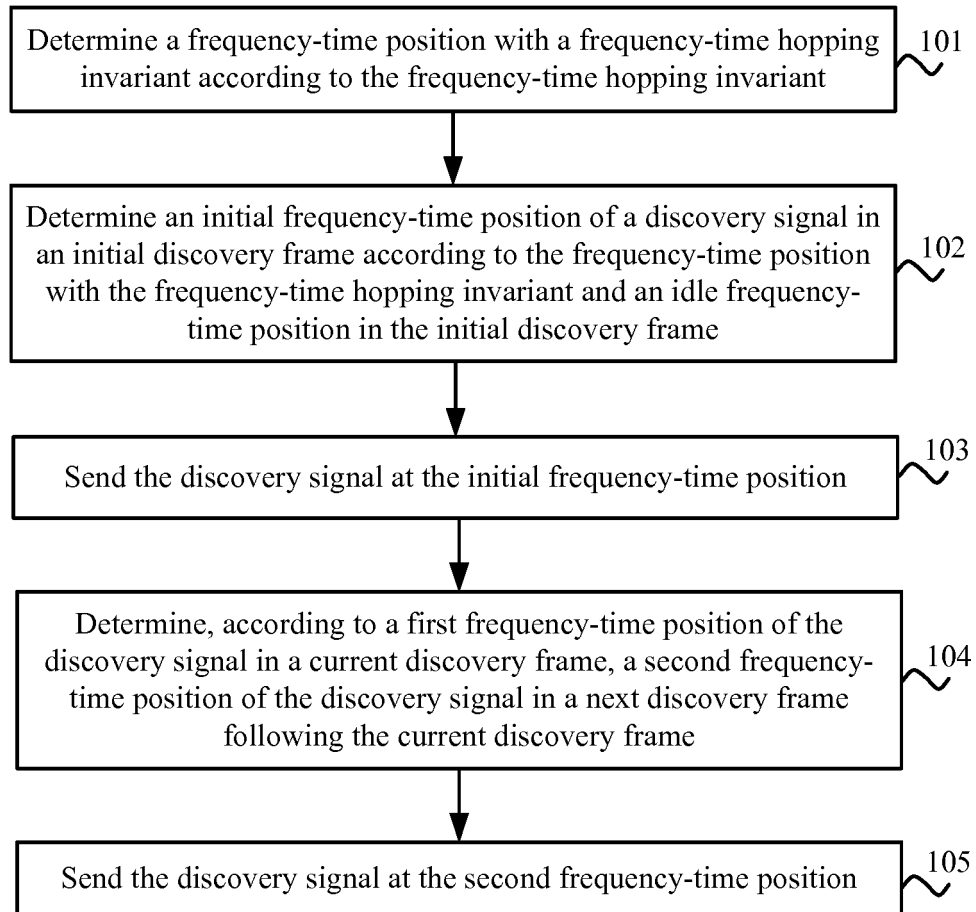 Determine a frequency-time position with a frequency-time hopping
invariant according to the frequency-time hopping invariant
101
Determine an initial frequency-time position of a discovery signal in
an initial discovery frame according to the frequency-time position
with the frequency-time hopping invariant and an idle frequency-
time position in the initial discovery frame
102
Send the discovery signal at the initial frequency-time position
103
Determine, according to a first frequency-time position of the
discovery signal in a current discovery frame, a second frequency-
time position of the discovery signal in a next discovery frame
following the current discovery frame
104
Send the discovery signal at the second frequency-time position
105